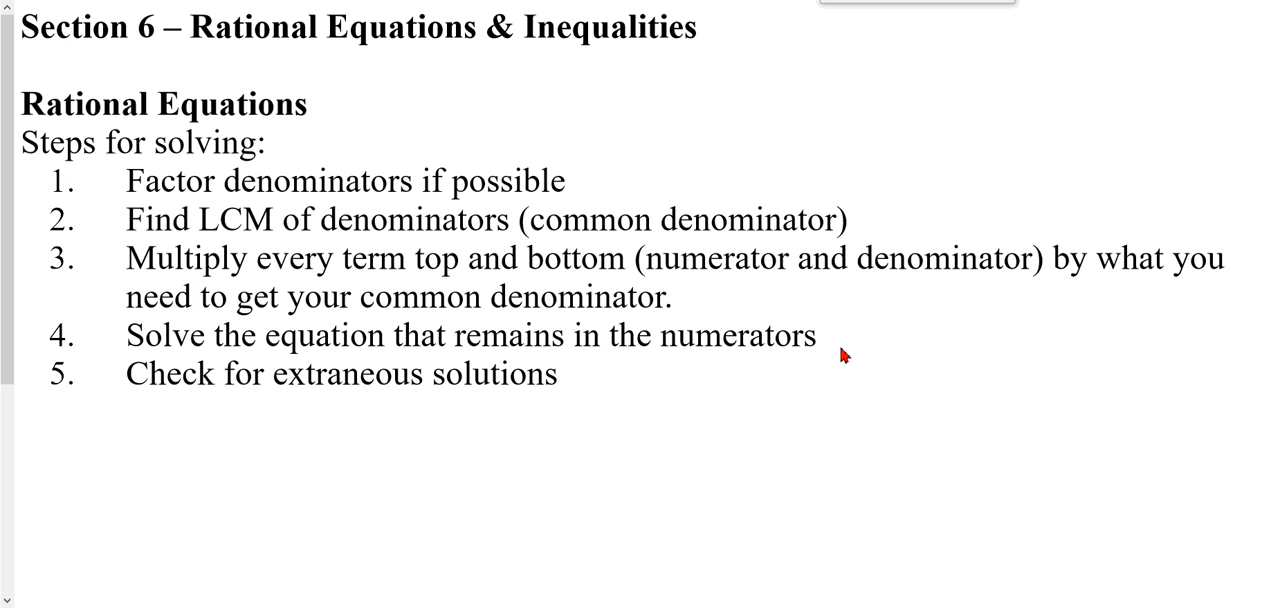 Section 6 – Rational Equations & Inequalities
Rational Equations
Steps for solving:
1. Factor denominators if possible
2. Find LCM of denominators (common denominator)
3. Multiply every term top and bottom (numerator and denominator) by what you
need to get your common denominator.
4. Solve the equation that remains in the numerators
5. Check for extraneous solutions